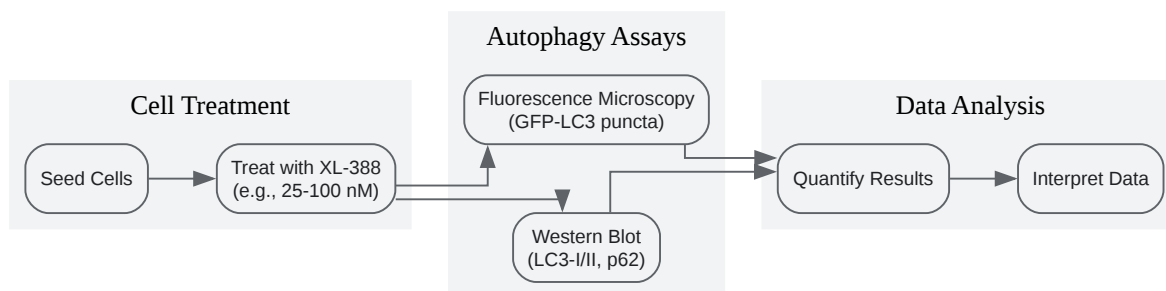 Cell Treatment
Seed Cells
Treat with XL-388
(e.g., 25-100 nM)
Autophagy Assays
Fluorescence Microscopy
(GFP-LC3 puncta)
Western Blot
(LC3-I/II, p62)
Data Analysis
Quantify Results
Interpret Data